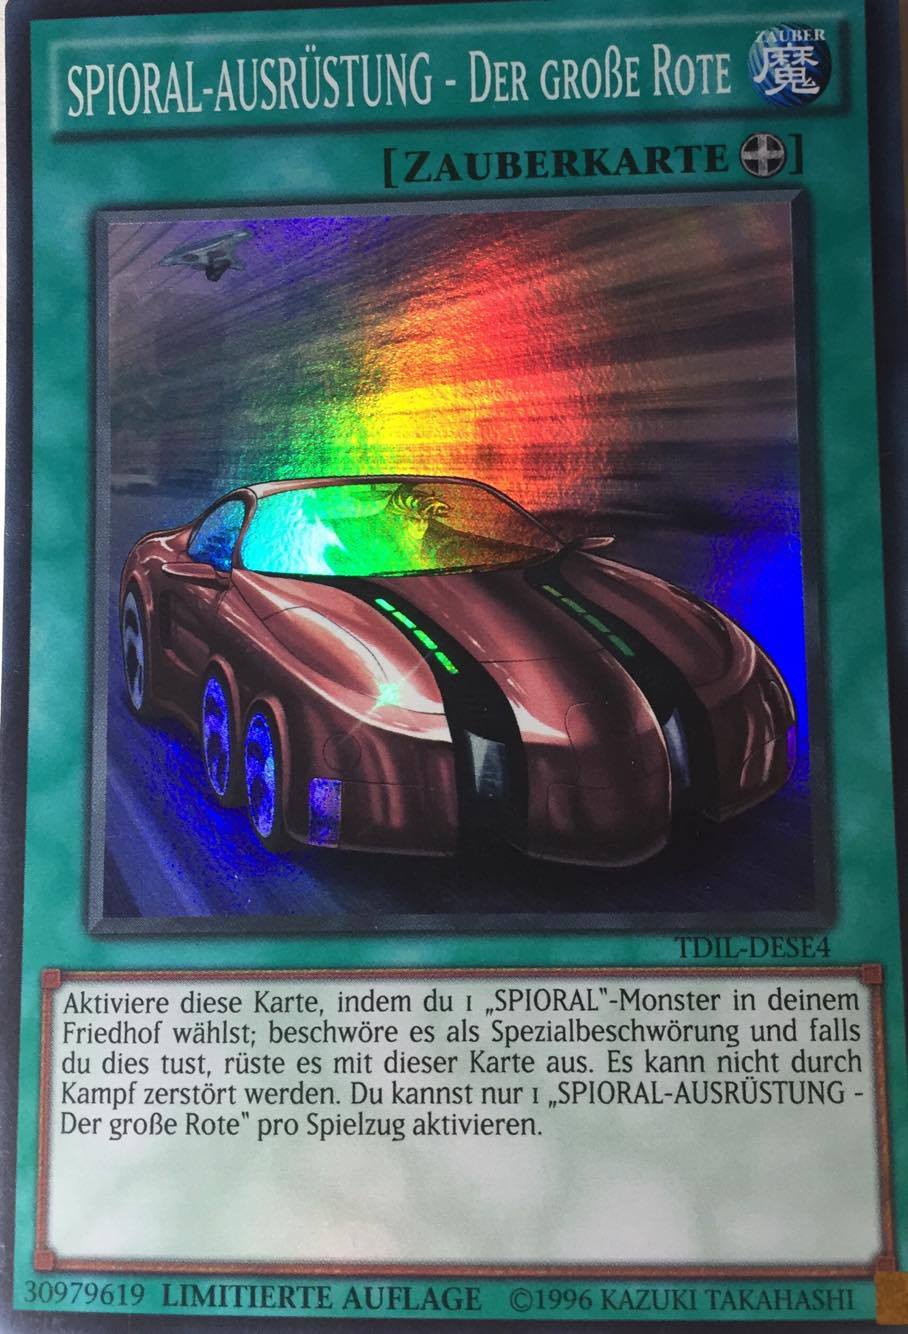 SPIORAL-AUSRÜSTUNG - DER GROßE ROTE
ZAUBER
魔
[ZAUBERKARTE]
TDIL-DESE4
Aktiviere diese Karte, indem du 1 „SPIORAL"-Monster in deinem
Friedhof wählst; beschwöre es als Spezialbeschwörung und falls
du dies tust, rüste es mit dieser Karte aus. Es kann nicht durch
Kampf zerstört werden. Du kannst nur 1 „SPIORAL-AUSRÜSTUNG -
Der große Rote" pro Spielzug aktivieren.
30979619 LIMITIERTE AUFLAGE ©1996 KAZUKI TAKAHASHI